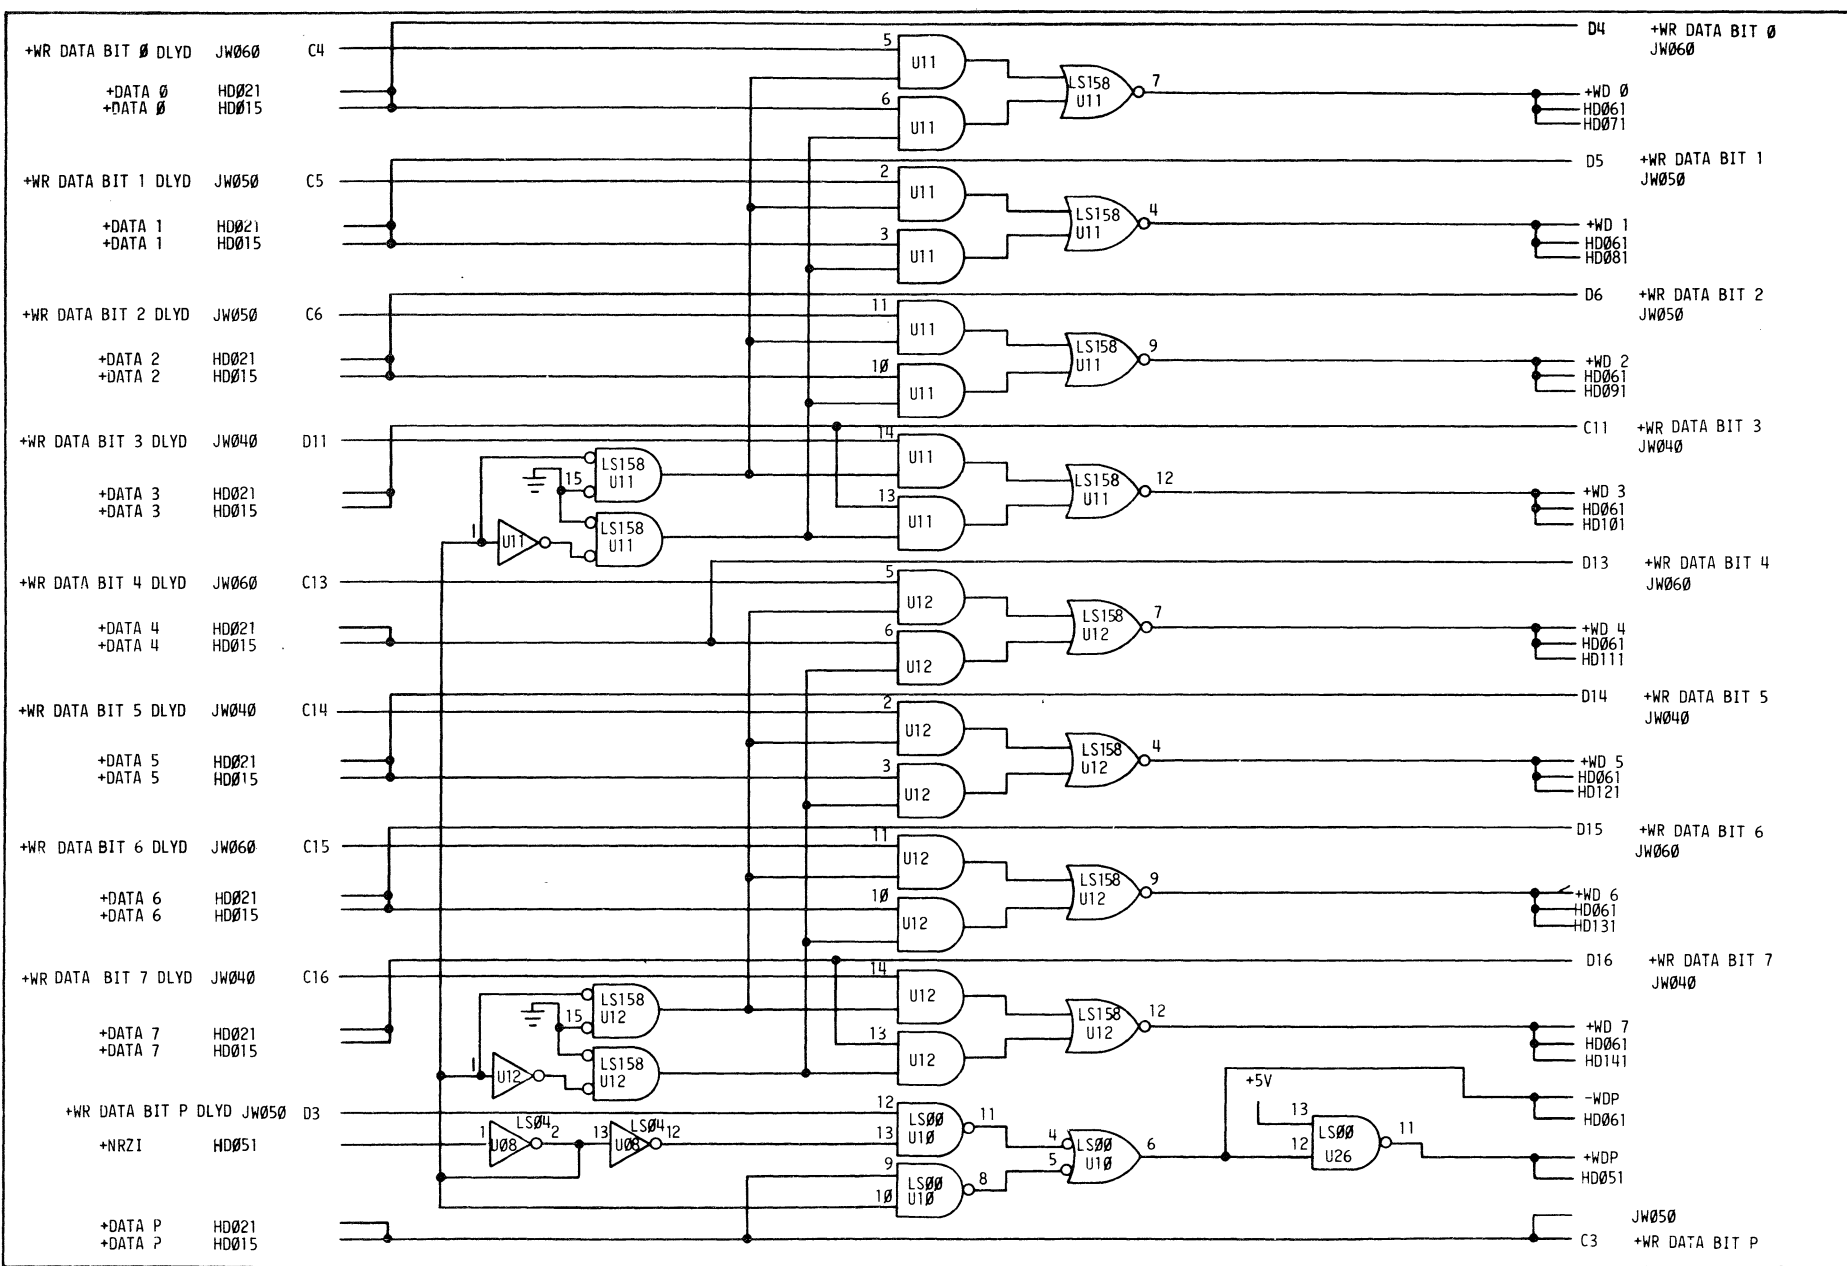 +WR DATA BIT Ø DLYD JWØ6Ø C4 5 D4 +WR DATA BIT Ø
JWØ6Ø
U11
+DATA Ø HDØ21 LS158 7 +WD Ø
+DATA Ø HDØ15 6 U11 HDØ61
U11 HDØ71
+WR DATA BIT 1 DLYD JWØ5Ø C5 2 D5 +WR DATA BIT 1
JWØ5Ø
U11
+DATA 1 HDØ21 LS158 4 +WD 1
+DATA 1 HDØ15 3 U11 HDØ61
U11 HDØ81
+WR DATA BIT 2 DLYD JWØ5Ø C6 11 D6 +WR DATA BIT 2
JWØ5Ø
U11
+DATA 2 HDØ21 LS158 9 +WD 2
+DATA 2 HDØ15 1Ø U11 HDØ61
U11 HDØ91
+WR DATA BIT 3 DLYD JWØ4Ø D11 14 C11 +WR DATA BIT 3
JWØ4Ø
LS158 U11
15 U11
+DATA 3 HDØ21 LS158 12 +WD 3
+DATA 3 HDØ15 13 U11 HDØ61
LS158 U11 HD1Ø1
1 U11 U11
+WR DATA BIT 4 DLYD JWØ6Ø C13 5 D13 +WR DATA BIT 4
JWØ6Ø
U12
+DATA 4 HDØ21 LS158 7 +WD 4
+DATA 4 HDØ15 6 U12 HDØ61
U12 HD111
+WR DATA BIT 5 DLYD JWØ4Ø C14 2 D14 +WR DATA BIT 5
JWØ4Ø
U12
+DATA 5 HDØ21 LS158 4 +WD 5
+DATA 5 HDØ15 3 U12 HDØ61
U12 HD121
+WR DATA BIT 6 DLYD JWØ6Ø C15 11 D15 +WR DATA BIT 6
JWØ6Ø
U12
+DATA 6 HDØ21 LS158 9 +WD 6
+DATA 6 HDØ15 1Ø U12 HDØ61
U12 HD131
+WR DATA BIT 7 DLYD JWØ4Ø C16 14 D16 +WR DATA BIT 7
JWØ4Ø
LS158 U12
15 U12
+DATA 7 HDØ21 LS158 12 +WD 7
+DATA 7 HDØ15 13 U12 HDØ61
LS158 U12 HD141
1 U12 U12
+5V -WDP
+WR DATA BIT P DLYD JWØ5Ø D3 12 13 HDØ61
LSØ4 LSØ4 LSØØ 11
+NRZI HDØ51 1 UØ8 2 13 UØ8 12 13 U1Ø 4 LSØØ 6 12 LSØØ 11
9 5 U1Ø U26 +WDP
LSØØ 8 HDØ51
1Ø U1Ø
+DATA P HDØ21 JWØ5Ø
+DATA P HDØ15 C3 +WR DATA BIT P